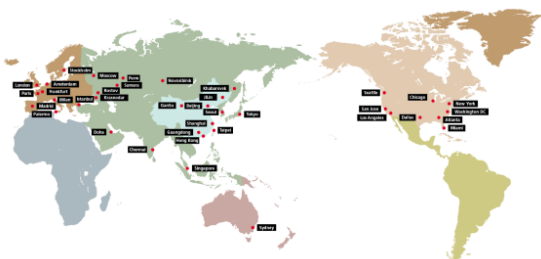 Stockholm
Moscow
Perm
London
Amsterdam
Samara
Novosibirsk
Paris
Frankfurt
Rostov
Khabarovsk
Milan
Istanbul
Krasnodar
Jilin
Madrid
Beijing
Palermo
Seoul
Tokyo
Shanghai
Doha
Guangdong
Taipei
Hong Kong
Chennai
Singapore
Sydney
Seattle
Chicago
New York
San Jose
Washington DC
Los Angeles
Dallas
Atlanta
Miami